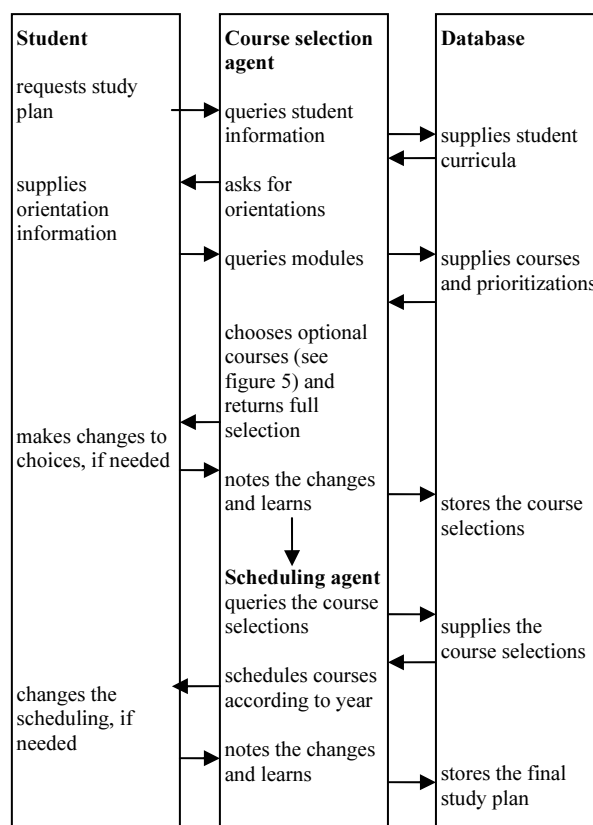 Student
requests study
plan
supplies
orientation
information
makes changes to
choices, if needed
changes the
scheduling, if
needed
Course selection
agent
queries student
information
asks for
orientations
queries modules
chooses optional
courses (see
figure 5) and
returns full
selection
notes the changes
and learns
Scheduling agent
queries the course
selections
schedules courses
according to year
notes the changes
and learns
Database
supplies student
curricula
supplies courses
and prioritizations
stores the course
selections
supplies the
course selections
stores the final
study plan